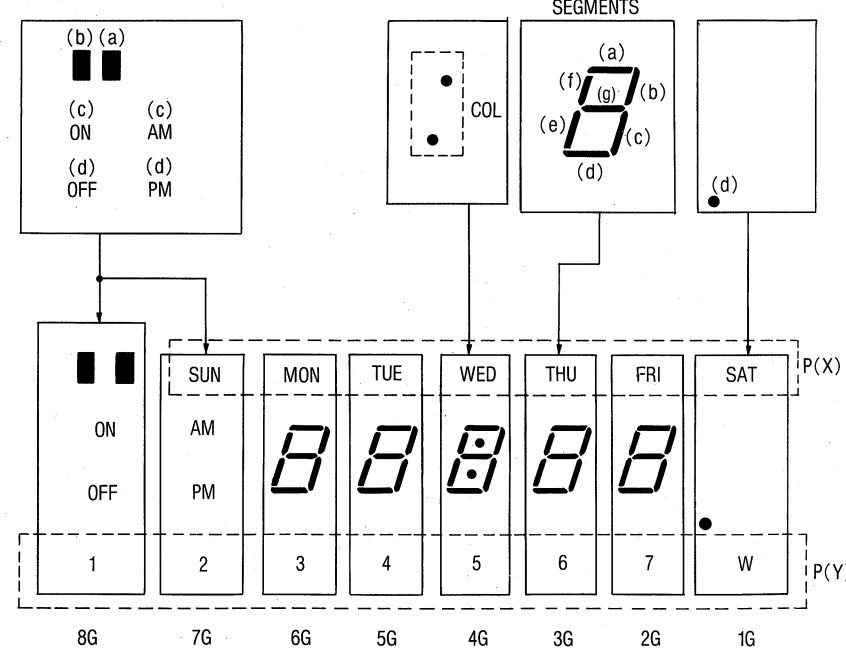 SEGMENTS
(b) (a)
(c) (c)
ON AM
(d) (d)
OFF PM
COL
(a)
(f) (g) (b)
(e) (c)
(d)
(d)
SUN MON TUE WED THU FRI SAT P(X)
ON AM
OFF PM
1 2 3 4 5 6 7 W P(Y)
8G 7G 6G 5G 4G 3G 2G 1G